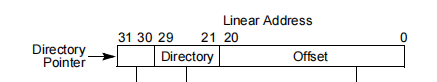 Linear Address
31 30 29 21 20 0
Directory Pointer
Directory Offset